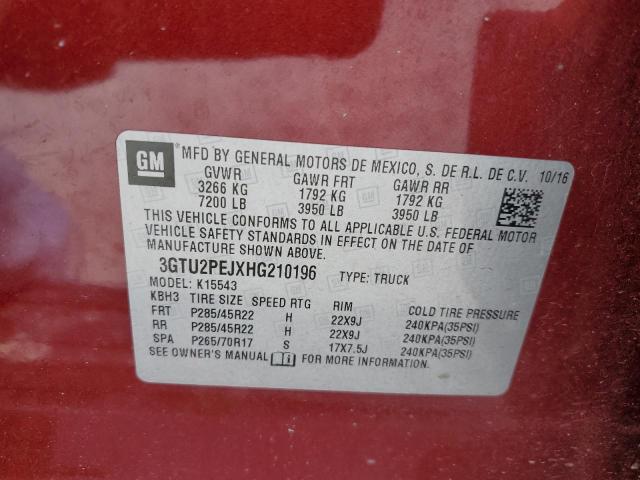 GM
® MFD BY GENERAL MOTORS DE MEXICO, S. DE R.L. DE C.V. 10/16
GVWR GAWR FRT GAWR RR
3266 KG 1792 KG 1792 KG
7200 LB 3950 LB 3950 LB
THIS VEHICLE CONFORMS TO ALL APPLICABLE U.S. FEDERAL MOTOR
VEHICLE SAFETY STANDARDS IN EFFECT ON THE DATE OF
MANUFACTURE SHOWN ABOVE.
3GTU2PEJXHG210196 TYPE: TRUCK
MODEL: K15543
KBH3 TIRE SIZE SPEED RTG RIM COLD TIRE PRESSURE
FRT P285/45R22 H 22X9J 240KPA(35PSI)
RR P285/45R22 H 22X9J 240KPA(35PSI)
SPA P265/70R17 S 17X7.5J 240KPA(35PSI)
SEE OWNER'S MANUAL FOR MORE INFORMATION.